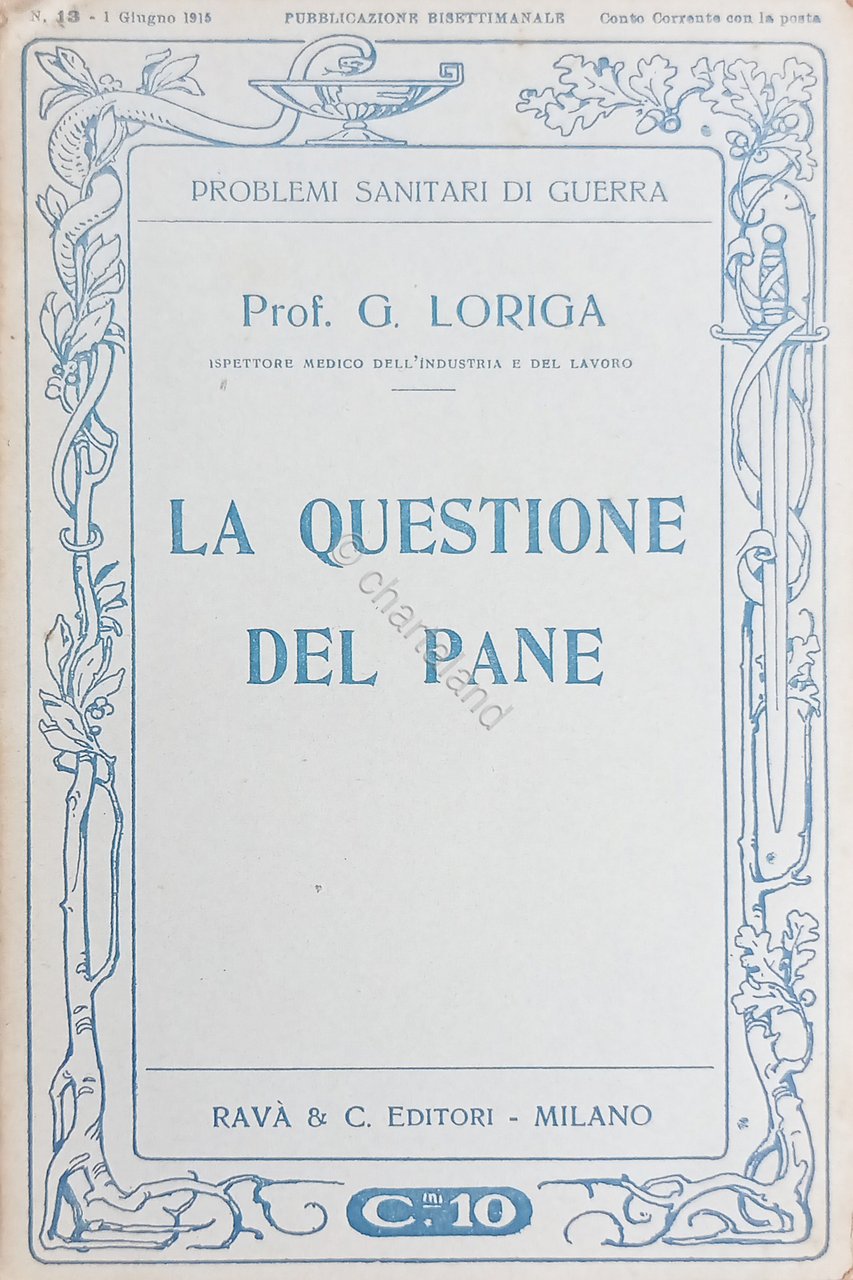 N. 13 - 1 Giugno 1915 PUBBLICAZIONE BISETTIMANALE Conto Corrente con la posta
PROBLEMI SANITARI DI GUERRA
Prof. G. LORIGA
ISPETTORE MEDICO DELL'INDUSTRIA E DEL LAVORO
LA QUESTIONE
DEL PANE
© charteland
RAVÀ & C. EDITORI - MILANO
C.mi 10